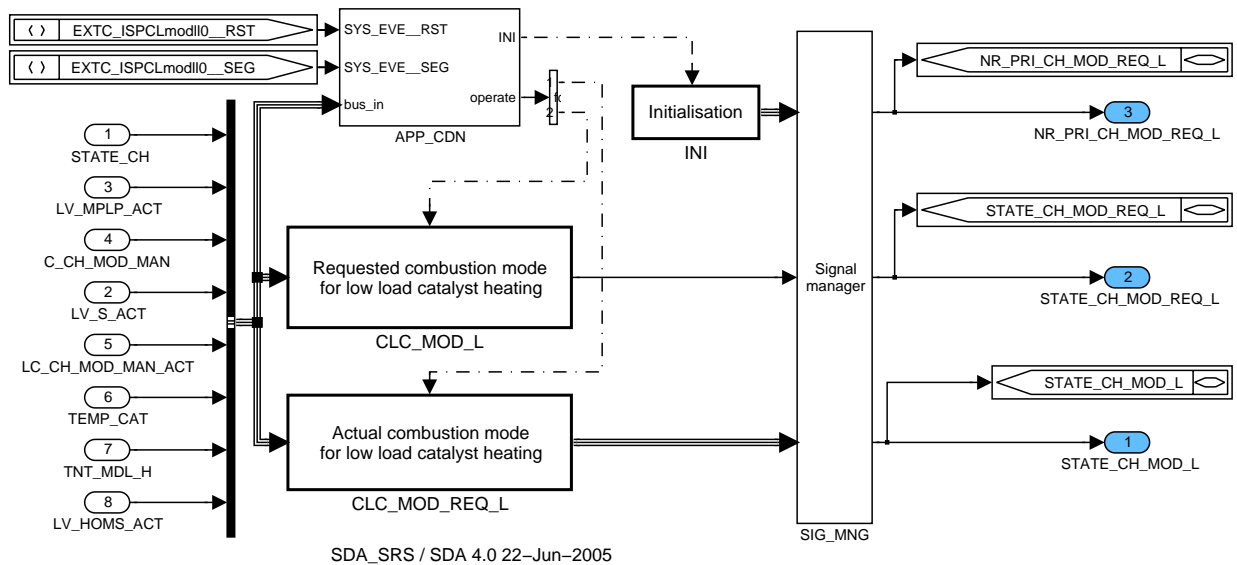 EXTC_ISPCLmodll0__RST
EXTC_ISPCLmodll0__SEG
SYS_EVE__RST
SYS_EVE__SEG
bus_in
INI
operate
APP_CDN
1
2
Initialisation
INI
1
STATE_CH
3
LV_MPLP_ACT
4
C_CH_MOD_MAN
2
LV_S_ACT
5
LC_CH_MOD_MAN_ACT
6
TEMP_CAT
7
TNT_MDL_H
8
LV_HOMS_ACT
Requested combustion mode
for low load catalyst heating
CLC_MOD_L
Actual combustion mode
for low load catalyst heating
CLC_MOD_REQ_L
Signal
manager
SIG_MNG
NR_PRI_CH_MOD_REQ_L
3
NR_PRI_CH_MOD_REQ_L
STATE_CH_MOD_REQ_L
2
STATE_CH_MOD_REQ_L
STATE_CH_MOD_L
1
STATE_CH_MOD_L
SDA_SRS / SDA 4.0 22−Jun−2005